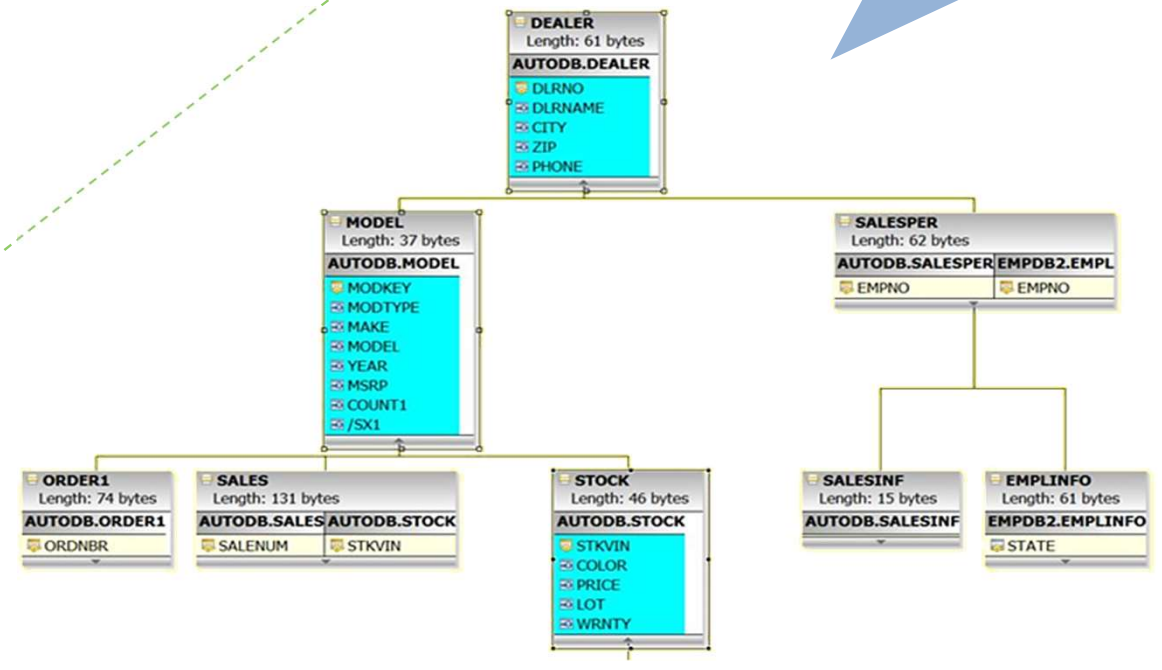 DEALER
Length: 61 bytes
AUTODB.DEALER
DLRNO
DLRNAME
CITY
ZIP
PHONE
MODEL
Length: 37 bytes
AUTODB.MODEL
MODKEY
MODTYPE
MAKE
MODEL
YEAR
MSRP
COUNT1
/SX1
SALESPER
Length: 62 bytes
AUTODB.SALESPER EMPDB2.EMPL
EMPNO EMPNO
ORDER1
Length: 74 bytes
AUTODB.ORDER1
ORDNBR
SALES
Length: 131 bytes
AUTODB.SALES AUTODB.STOCK
SALENUM STKVIN
STOCK
Length: 46 bytes
AUTODB.STOCK
STKVIN
COLOR
PRICE
LOT
WRNTY
SALESINF
Length: 15 bytes
AUTODB.SALESINF
EMPLINFO
Length: 61 bytes
EMPDB2.EMPLINFO
STATE